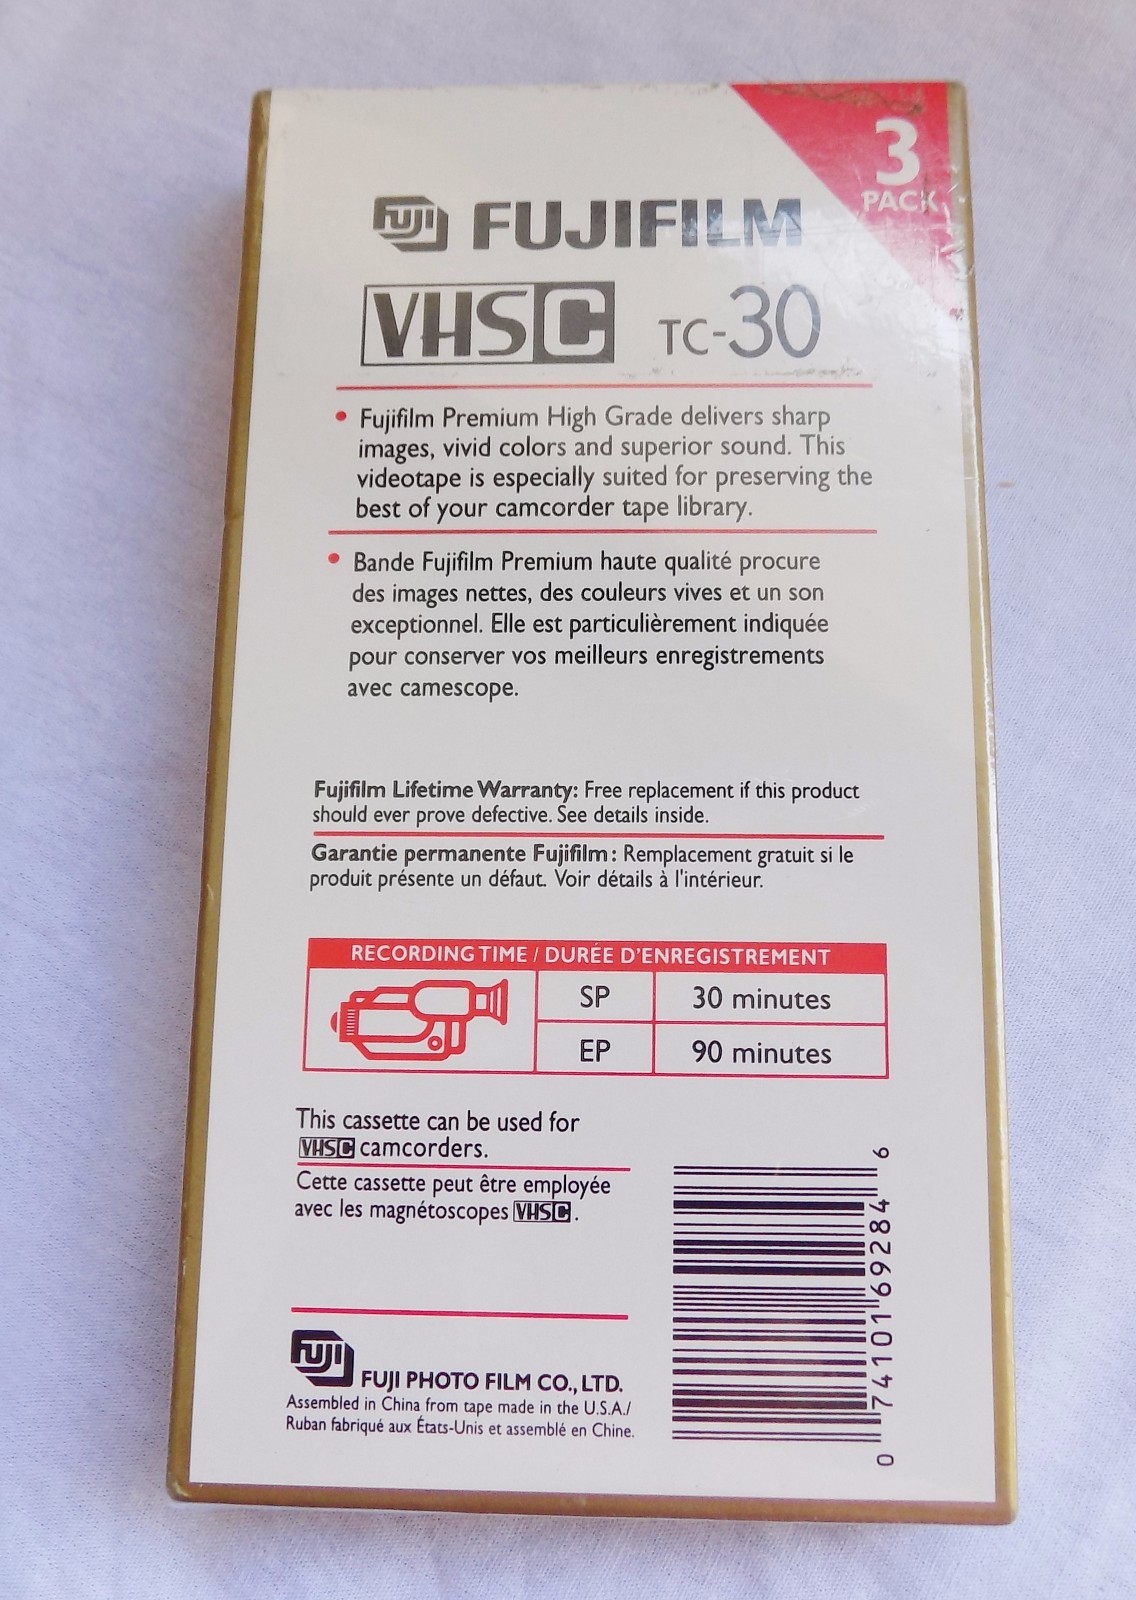 3
PACK
FUJI FUJIFILM
VHS C TC-30
• Fujifilm Premium High Grade delivers sharp
images, vivid colors and superior sound. This
videotape is especially suited for preserving the
best of your camcorder tape library.
• Bande Fujifilm Premium haute qualité procure
des images nettes, des couleurs vives et un son
exceptionnel. Elle est particulièrement indiquée
pour conserver vos meilleurs enregistrements
avec camescope.
Fujifilm Lifetime Warranty: Free replacement if this product
should ever prove defective. See details inside.
Garantie permanente Fujifilm: Remplacement gratuit si le
produit présente un défaut. Voir détails à l'intérieur.
RECORDING TIME / DURÉE D'ENREGISTREMENT
SP 30 minutes
EP 90 minutes
This cassette can be used for
VHS C camcorders.
Cette cassette peut être employée
avec les magnétoscopes VHS C.
FUJI FUJI PHOTO FILM CO., LTD.
Assembled in China from tape made in the U.S.A./
Ruban fabriqué aux États-Unis et assemblé en Chine.
0 74101 69284 6